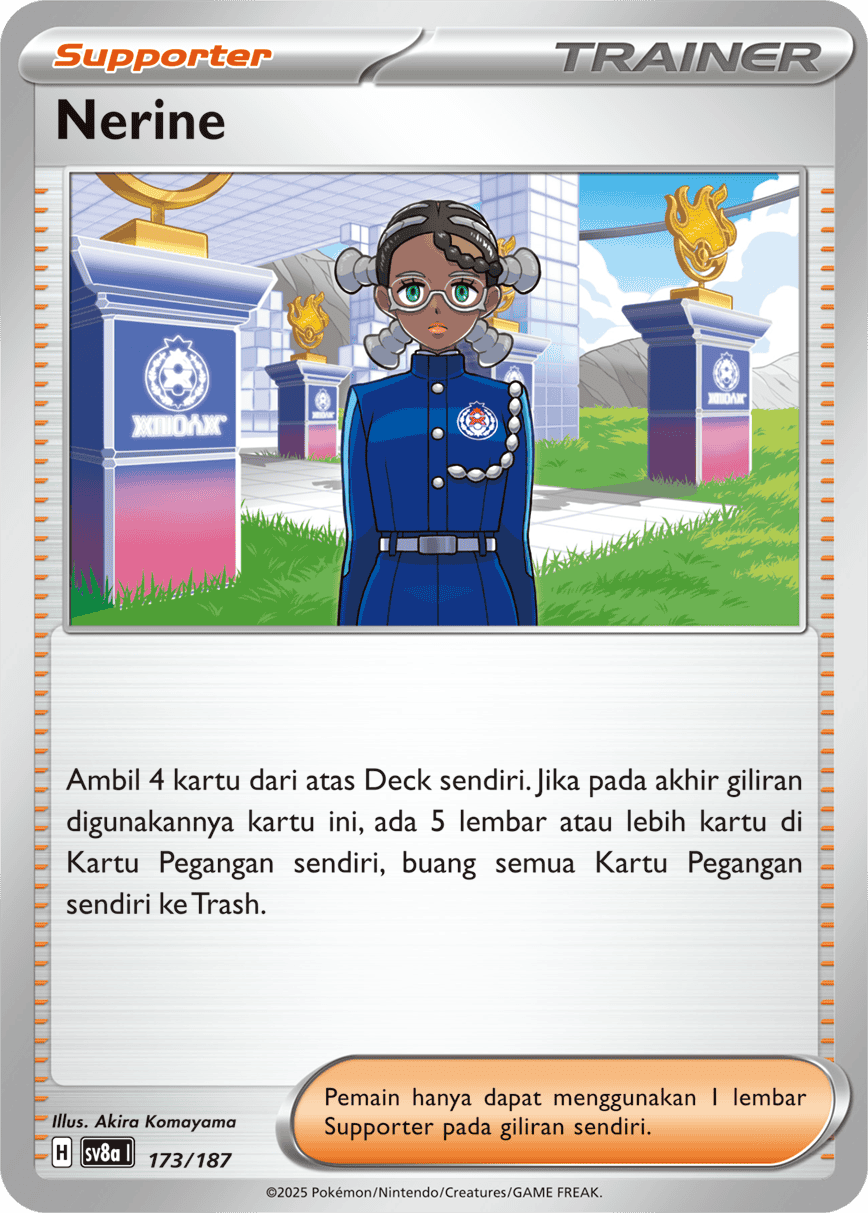 Supporter
TRAINER
Nerine
Ambil 4 kartu dari atas Deck sendiri. Jika pada akhir giliran
digunakannya kartu ini, ada 5 lembar atau lebih kartu di
Kartu Pegangan sendiri, buang semua Kartu Pegangan
sendiri ke Trash.
Pemain hanya dapat menggunakan 1 lembar
Supporter pada giliran sendiri.
Illus. Akira Komayama
H sv8a I 173/187
©2025 Pokémon/Nintendo/Creatures/GAME FREAK.